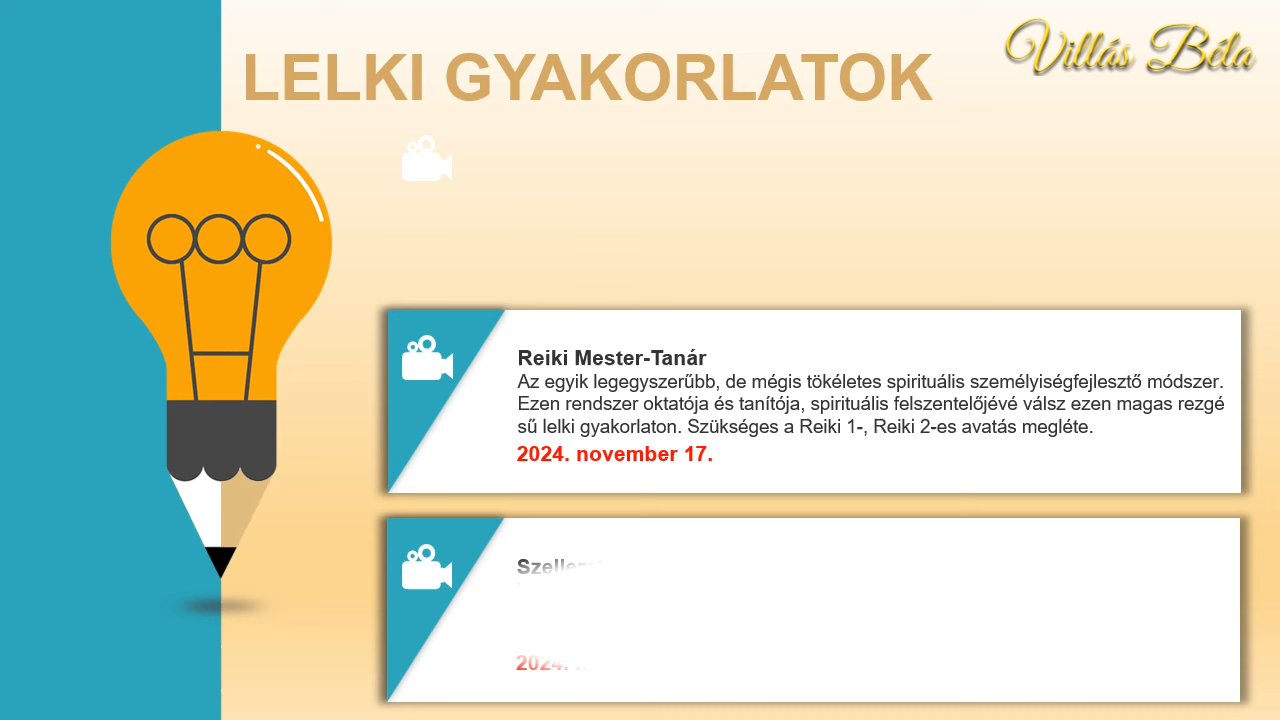 LELKI GYAKORLATOK
Villás Béla
Reiki Mester-Tanár
Az egyik legegyszerűbb, de mégis tökéletes spirituális személyiségfejlesztő módszer.
Ezen rendszer oktatója és tanítója, spirituális felszentelőjévé válsz ezen magas rezgé
sű lelki gyakorlaton. Szükséges a Reiki 1-, Reiki 2-es avatás megléte.
2024. november 17.
2024.